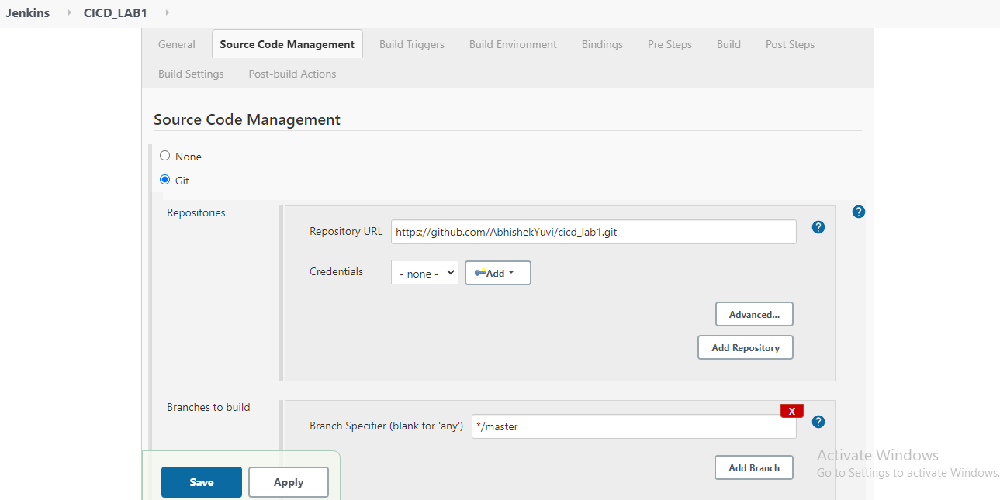 Jenkins CICD_LAB1
General Source Code Management Build Triggers Build Environment Bindings Pre Steps Build Post Steps
Build Settings Post-build Actions
Source Code Management
None
Git
Repositories
?
Repository URL https://github.com/AbhishekYuvi/cicd_lab1.git ?
Credentials - none - Add
Advanced...
Add Repository
Branches to build
X
Branch Specifier (blank for 'any') */master ?
Add Branch
Save Apply
Activate Windows
Go to Settings to activate Windows.